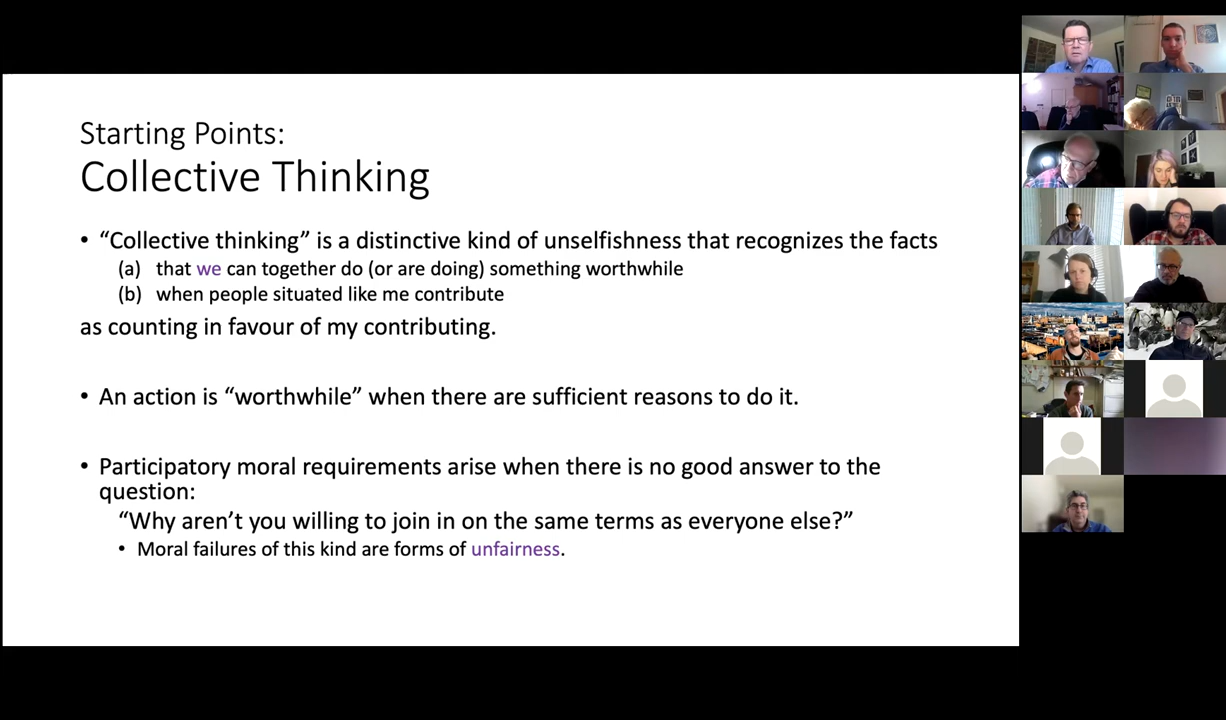 Starting Points:
Collective Thinking
• “Collective thinking” is a distinctive kind of unselfishness that recognizes the facts
(a) that we can together do (or are doing) something worthwhile
(b) when people situated like me contribute
as counting in favour of my contributing.
• An action is “worthwhile” when there are sufficient reasons to do it.
• Participatory moral requirements arise when there is no good answer to the
question:
“Why aren’t you willing to join in on the same terms as everyone else?”
• Moral failures of this kind are forms of unfairness.